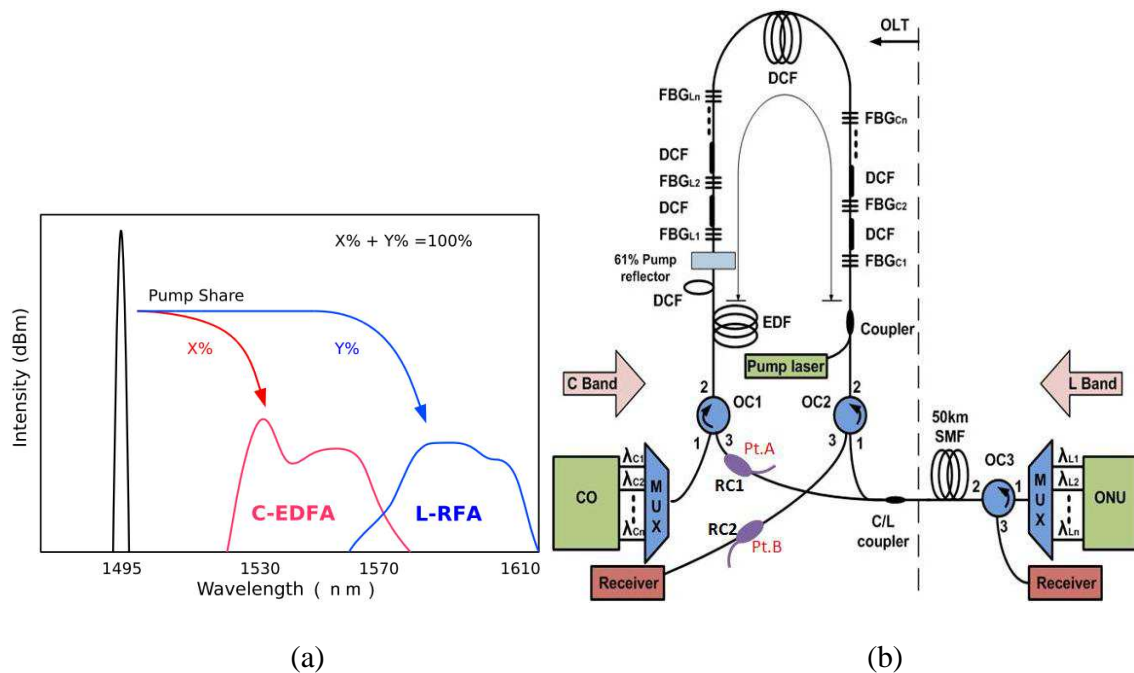 X% + Y% =100%
Pump Share
X%
Y%
C-EDFA
L-RFA
Intensity (dBm)
1495
1530
1570
1610
Wavelength ( nm )
(a)
OLT
DCF
FBGLn
FBGCn
DCF
DCF
FBGL2
FBGC2
DCF
DCF
FBGL1
FBGC1
61% Pump
reflector
DCF
EDF
Coupler
Pump laser
C Band
L Band
2
2
OC1
OC2
50km
SMF
1
3
3
1
Pt.A
RC1
OC3
2
1
3
CO
λC1
λC2
λCn
MUX
RC2
Pt.B
C/L
coupler
MUX
λL1
λL2
λLn
ONU
Receiver
Receiver
(b)